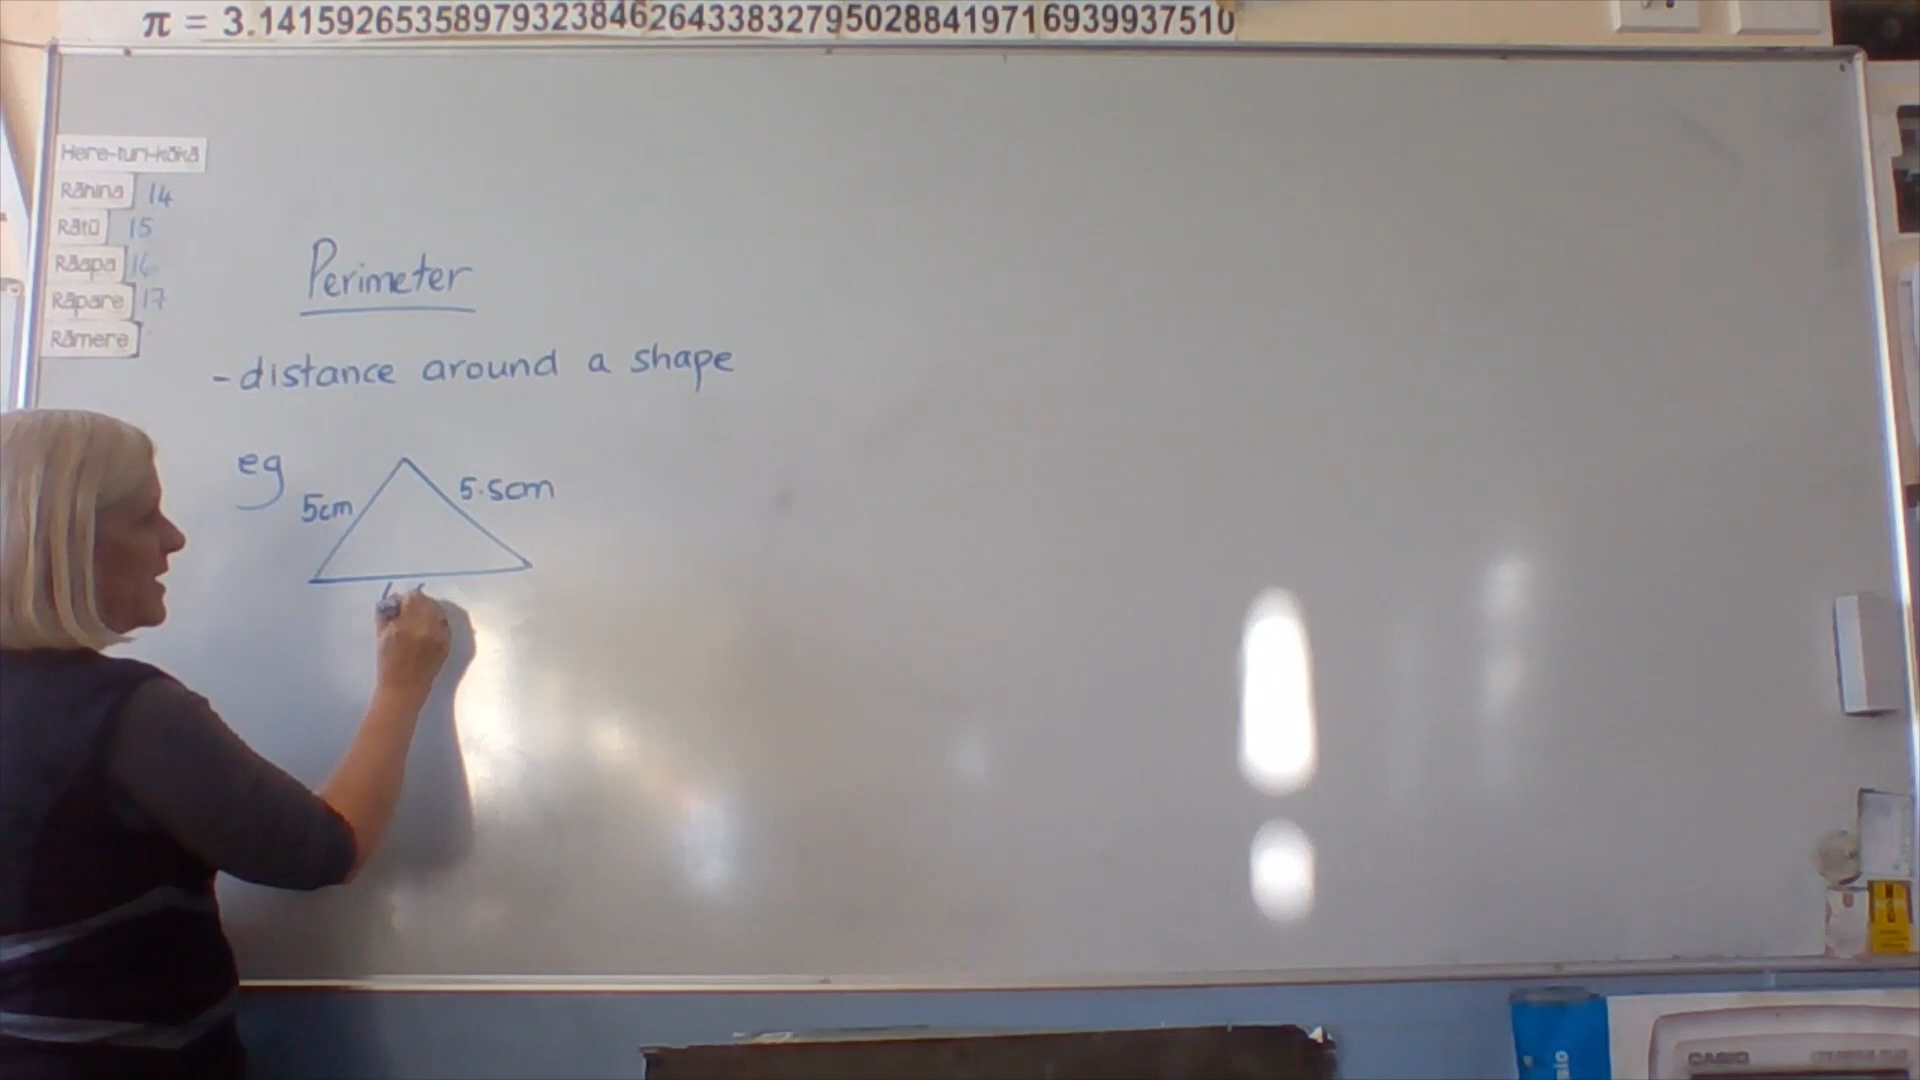 π = 3.14159265358979323846264338327950288419716939937510
Here-turi-kōkā
Rāhina 14
Rātū 15
Rāapa 16
Rāpare 17
Rāmere
Perimeter
- distance around a shape
eg
5cm
5.5cm
CASIO